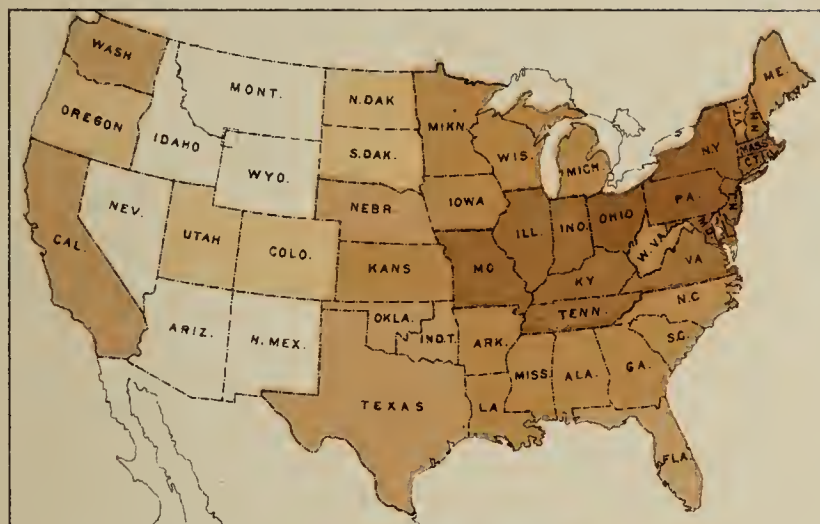 WASH
MONT.
N.DAK
MINN.
ME.
OREGON
IDAHO
S.DAK.
WIS.
MICH.
N.Y
VT.
N.H.
MASS
CT.
WYO.
NEBR.
IOWA
NEV.
UTAH
COLO.
ILL.
IND.
OHIO
PA.
N.J.
CAL.
KANS
MO
W.VA.
VA
KY
ARIZ.
N.MEX.
OKLA.
IND.T.
ARK.
TENN.
N.C
S.C.
TEXAS
LA
MISS
ALA.
GA.
FLA.